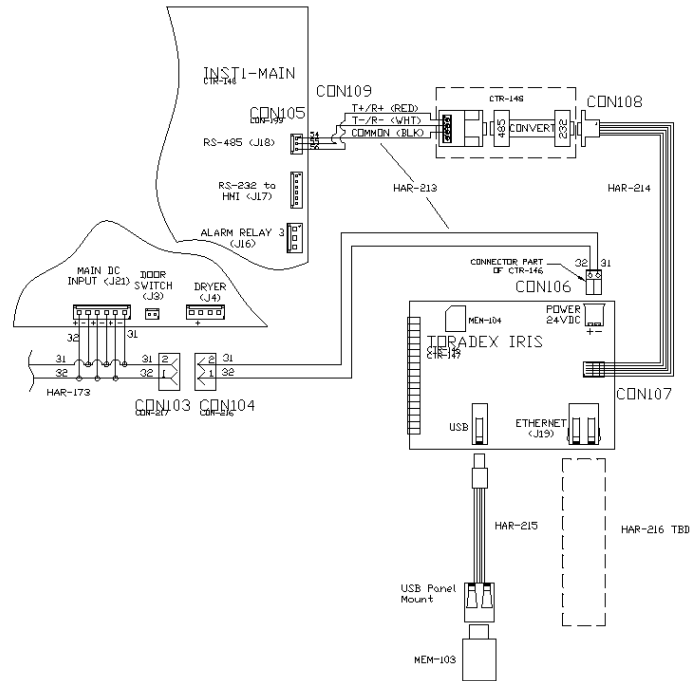 INST1-MAIN
CTR-146
CON109
CON105
CON-199
RS-485 (J18)
T+/R+ (RED)
T-/R- (WHT)
COMMON (BLK)
CTR-146
485
CONVERT
232
CON108
RS-232 to
HMI (J17)
HAR-213
HAR-214
ALARM RELAY 3
(J16)
MAIN DC
INPUT (J21)
DOOR
SWITCH
(J3)
DRYER
(J4)
+ - + - + -
+
32
31
CONNECTOR PART
OF CTR-146
32 31
CON106
MEM-104
POWER
24VDC
+ -
TORADEX IRIS
CTR-147
31 31 2 2 31
32 32 1 1 32
HAR-173
CON103
CON-217
CON104
CON-216
CON107
USB
ETHERNET
(J19)
HAR-215
HAR-216 TBD
USB Panel
Mount
MEM-103